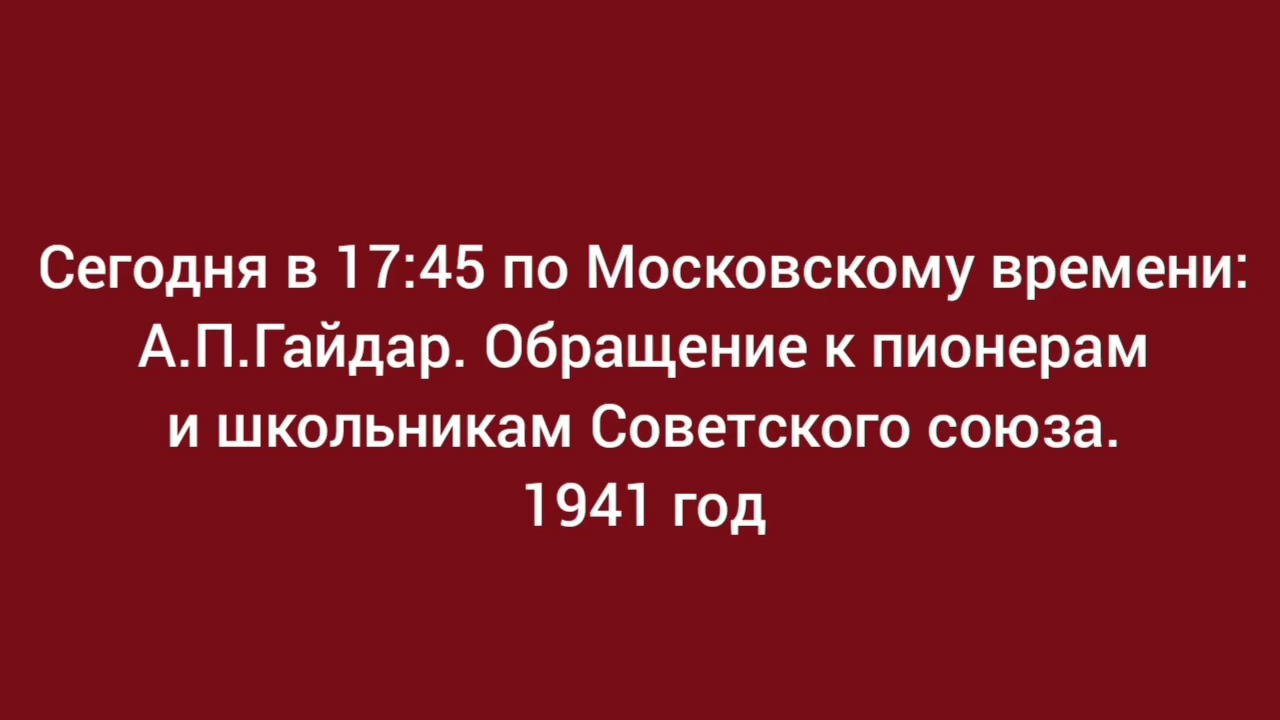 Сегодня в 17:45 по Московскому времени:
А.П.Гайдар. Обращение к пионерам
и школьникам Советского союза.
1941 год